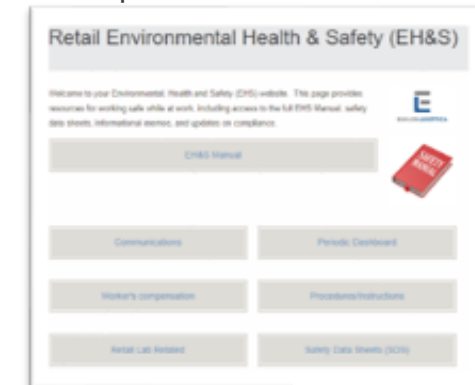 Retail Environmental Health & Safety (EH&S)
Welcome to your Environmental, Health and Safety (EHS) website. This page provides
resources for working safe while at work, including access to the full EHS Manual, safety
data sheets, informational memos, and updates on compliance.
EH&S Manual
SAFETY
MANUAL
Communications
Periodic Dashboard
Worker's compensation
Procedures/Instructions
Retail Lab Related
Safety Data Sheets (SDS)